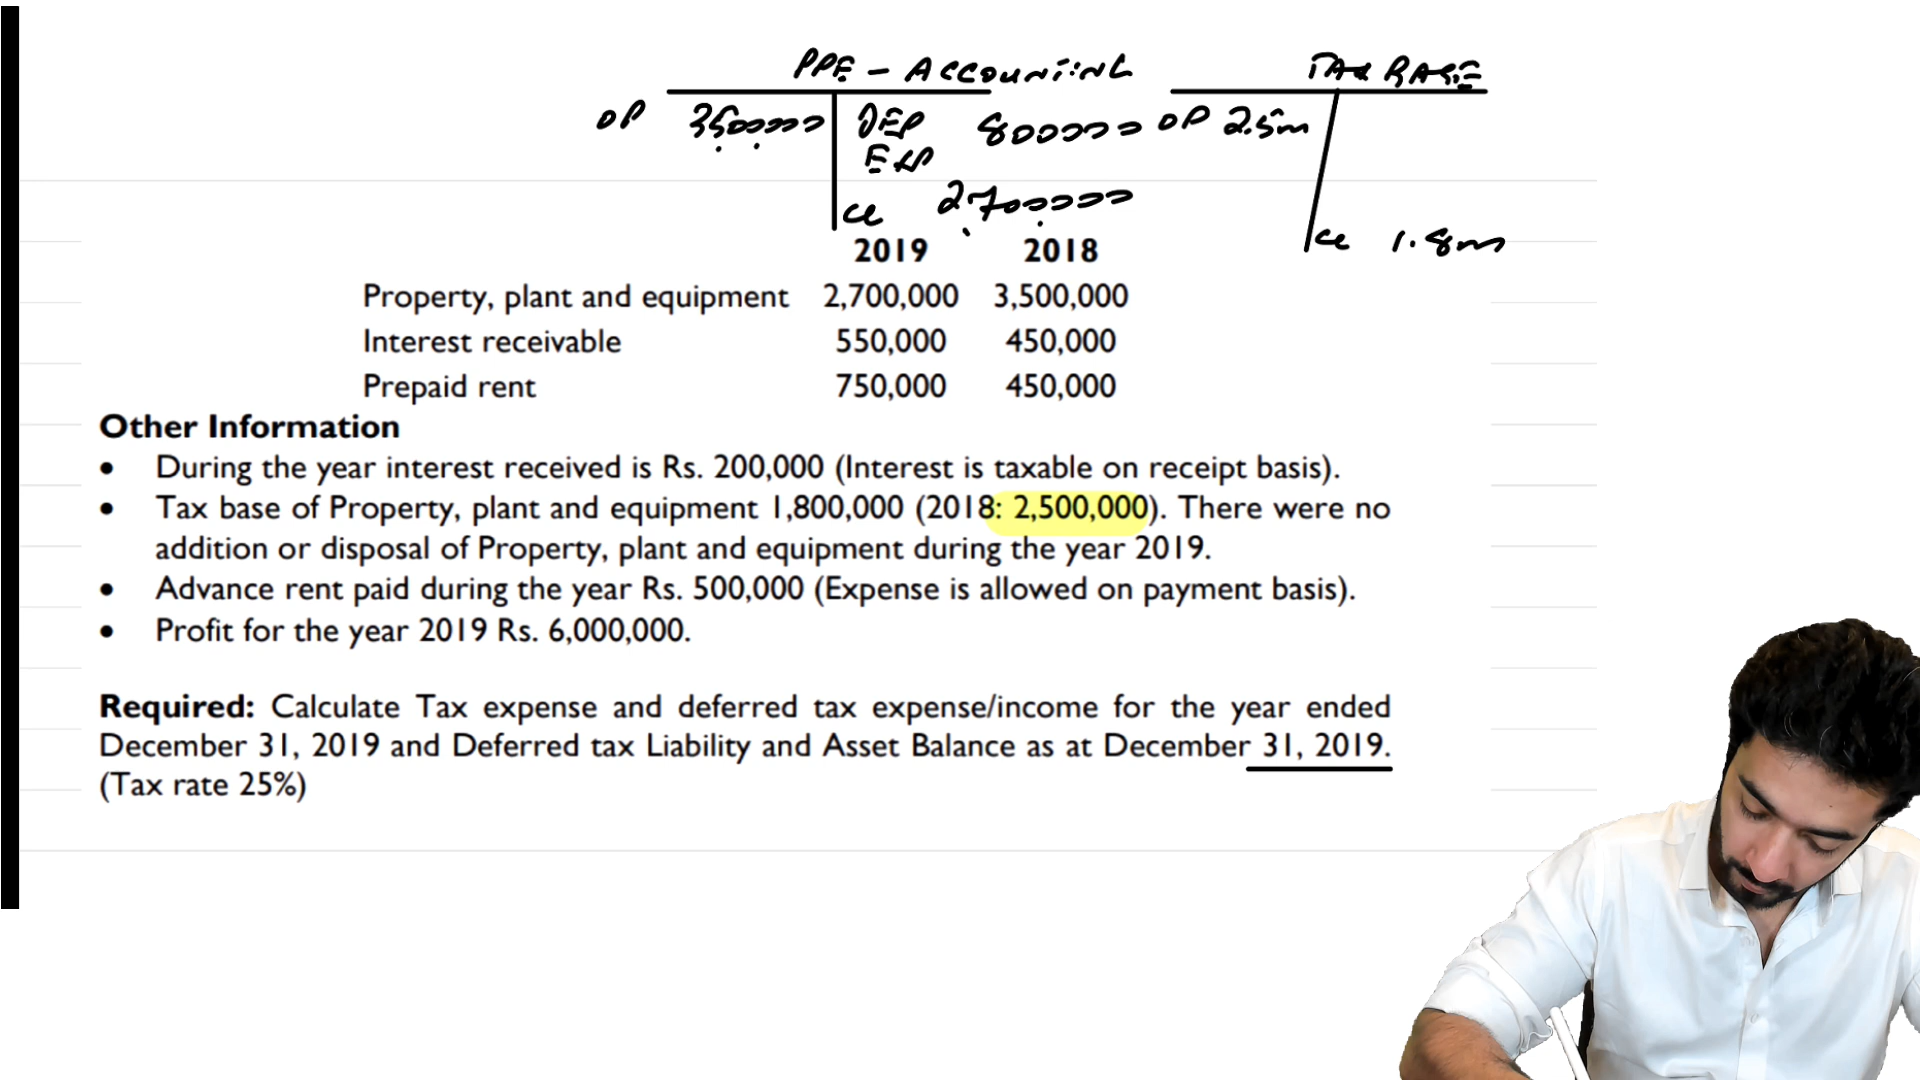 PPE - ACCOUNTING TAX BASE
OP 3500000 DEP 800000 OP 2.5m
EXP
CL 2700000
CL 1.8m
2019 2018
Property, plant and equipment 2,700,000 3,500,000
Interest receivable 550,000 450,000
Prepaid rent 750,000 450,000
Other Information
• During the year interest received is Rs. 200,000 (Interest is taxable on receipt basis).
• Tax base of Property, plant and equipment 1,800,000 (2018: 2,500,000). There were no
addition or disposal of Property, plant and equipment during the year 2019.
• Advance rent paid during the year Rs. 500,000 (Expense is allowed on payment basis).
• Profit for the year 2019 Rs. 6,000,000.
Required: Calculate Tax expense and deferred tax expense/income for the year ended
December 31, 2019 and Deferred tax Liability and Asset Balance as at December 31, 2019.
(Tax rate 25%)